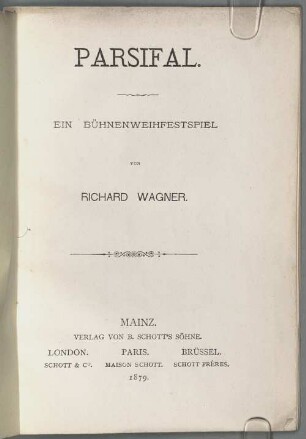 PARSIFAL.
EIN BÜHNENWEIHFESTSPIEL
VON
RICHARD WAGNER.
MAINZ.
VERLAG VON B. SCHOTT'S SÖHNE.
LONDON. PARIS. BRÜSSEL.
SCHOTT & Cº. MAISON SCHOTT. SCHOTT FRÈRES.
1879.